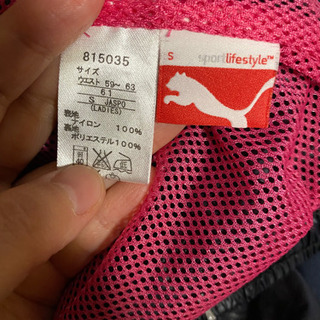 815035
サイズ
ウエスト 59～ 63
61
S JASPO
(LADIES)
表地
ナイロン 100%
裏地
ポリエステル100%
S sportlifestyle™